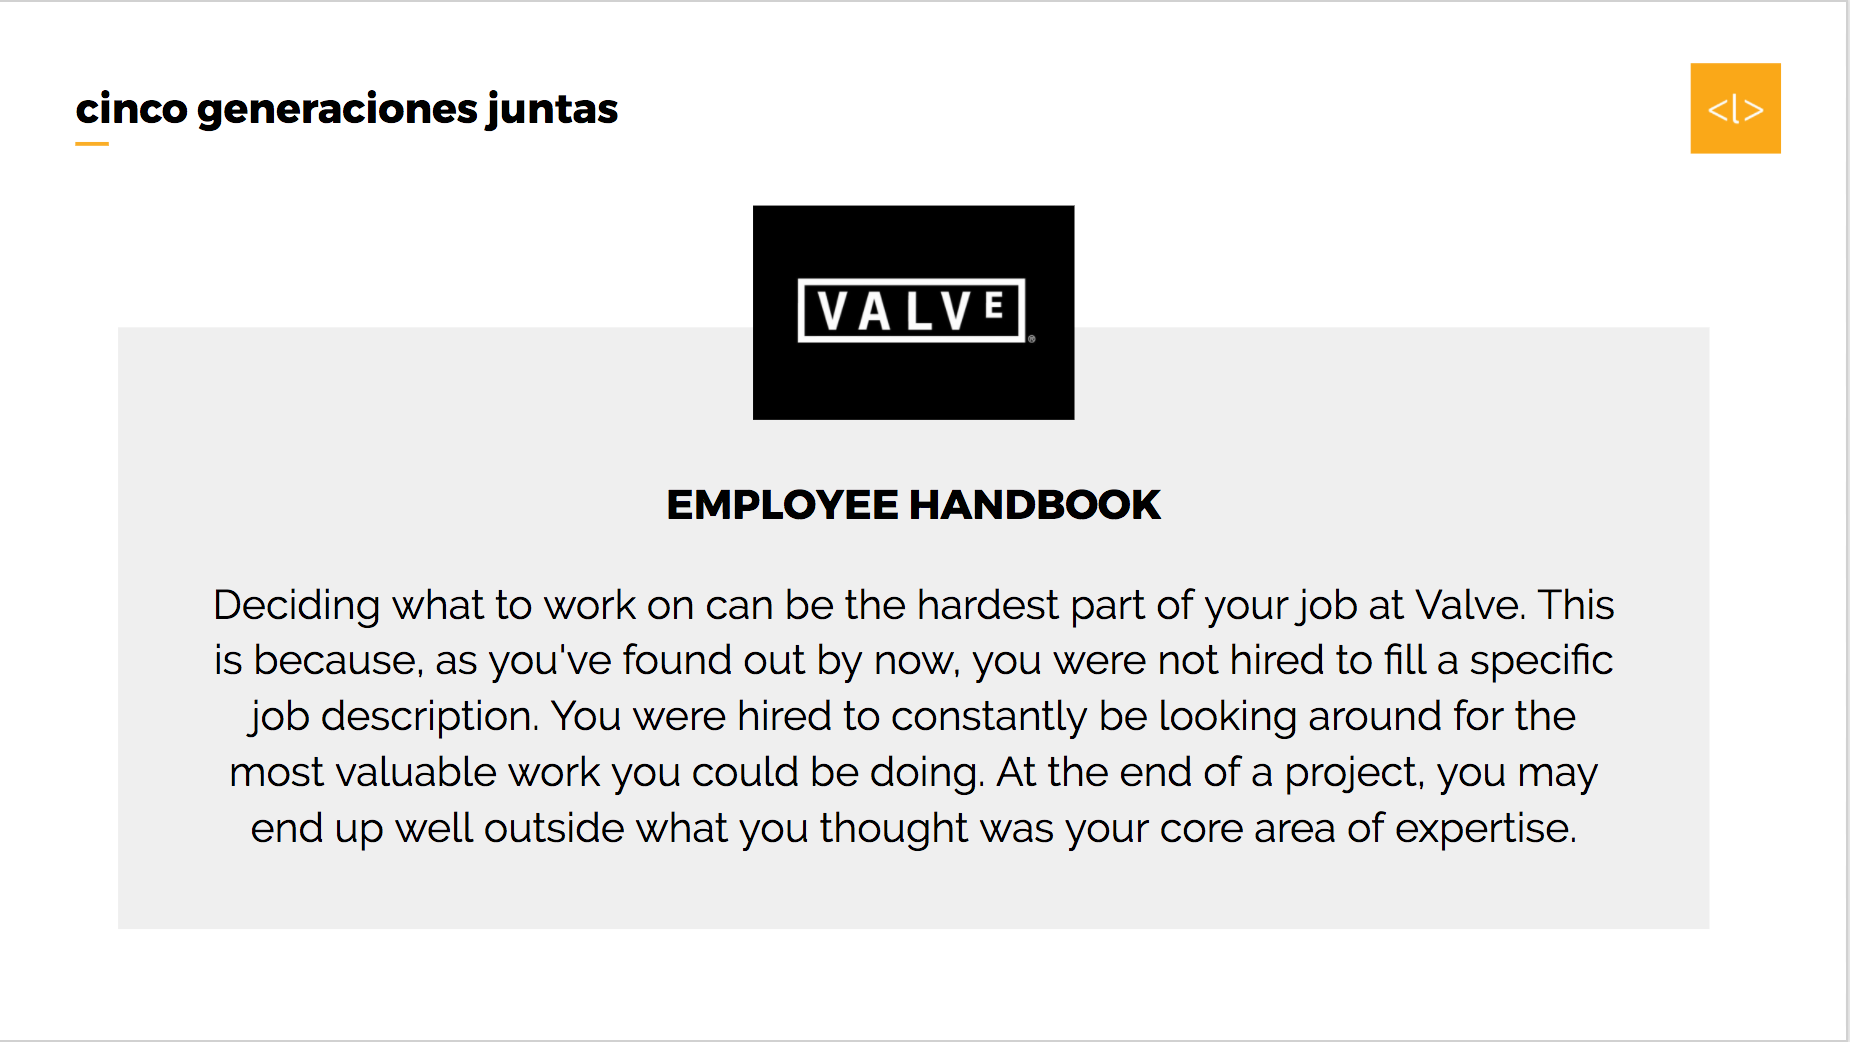 cinco generaciones juntas
<l>
VALVE®
EMPLOYEE HANDBOOK
Deciding what to work on can be the hardest part of your job at Valve. This
is because, as you've found out by now, you were not hired to fill a specific
job description. You were hired to constantly be looking around for the
most valuable work you could be doing. At the end of a project, you may
end up well outside what you thought was your core area of expertise.